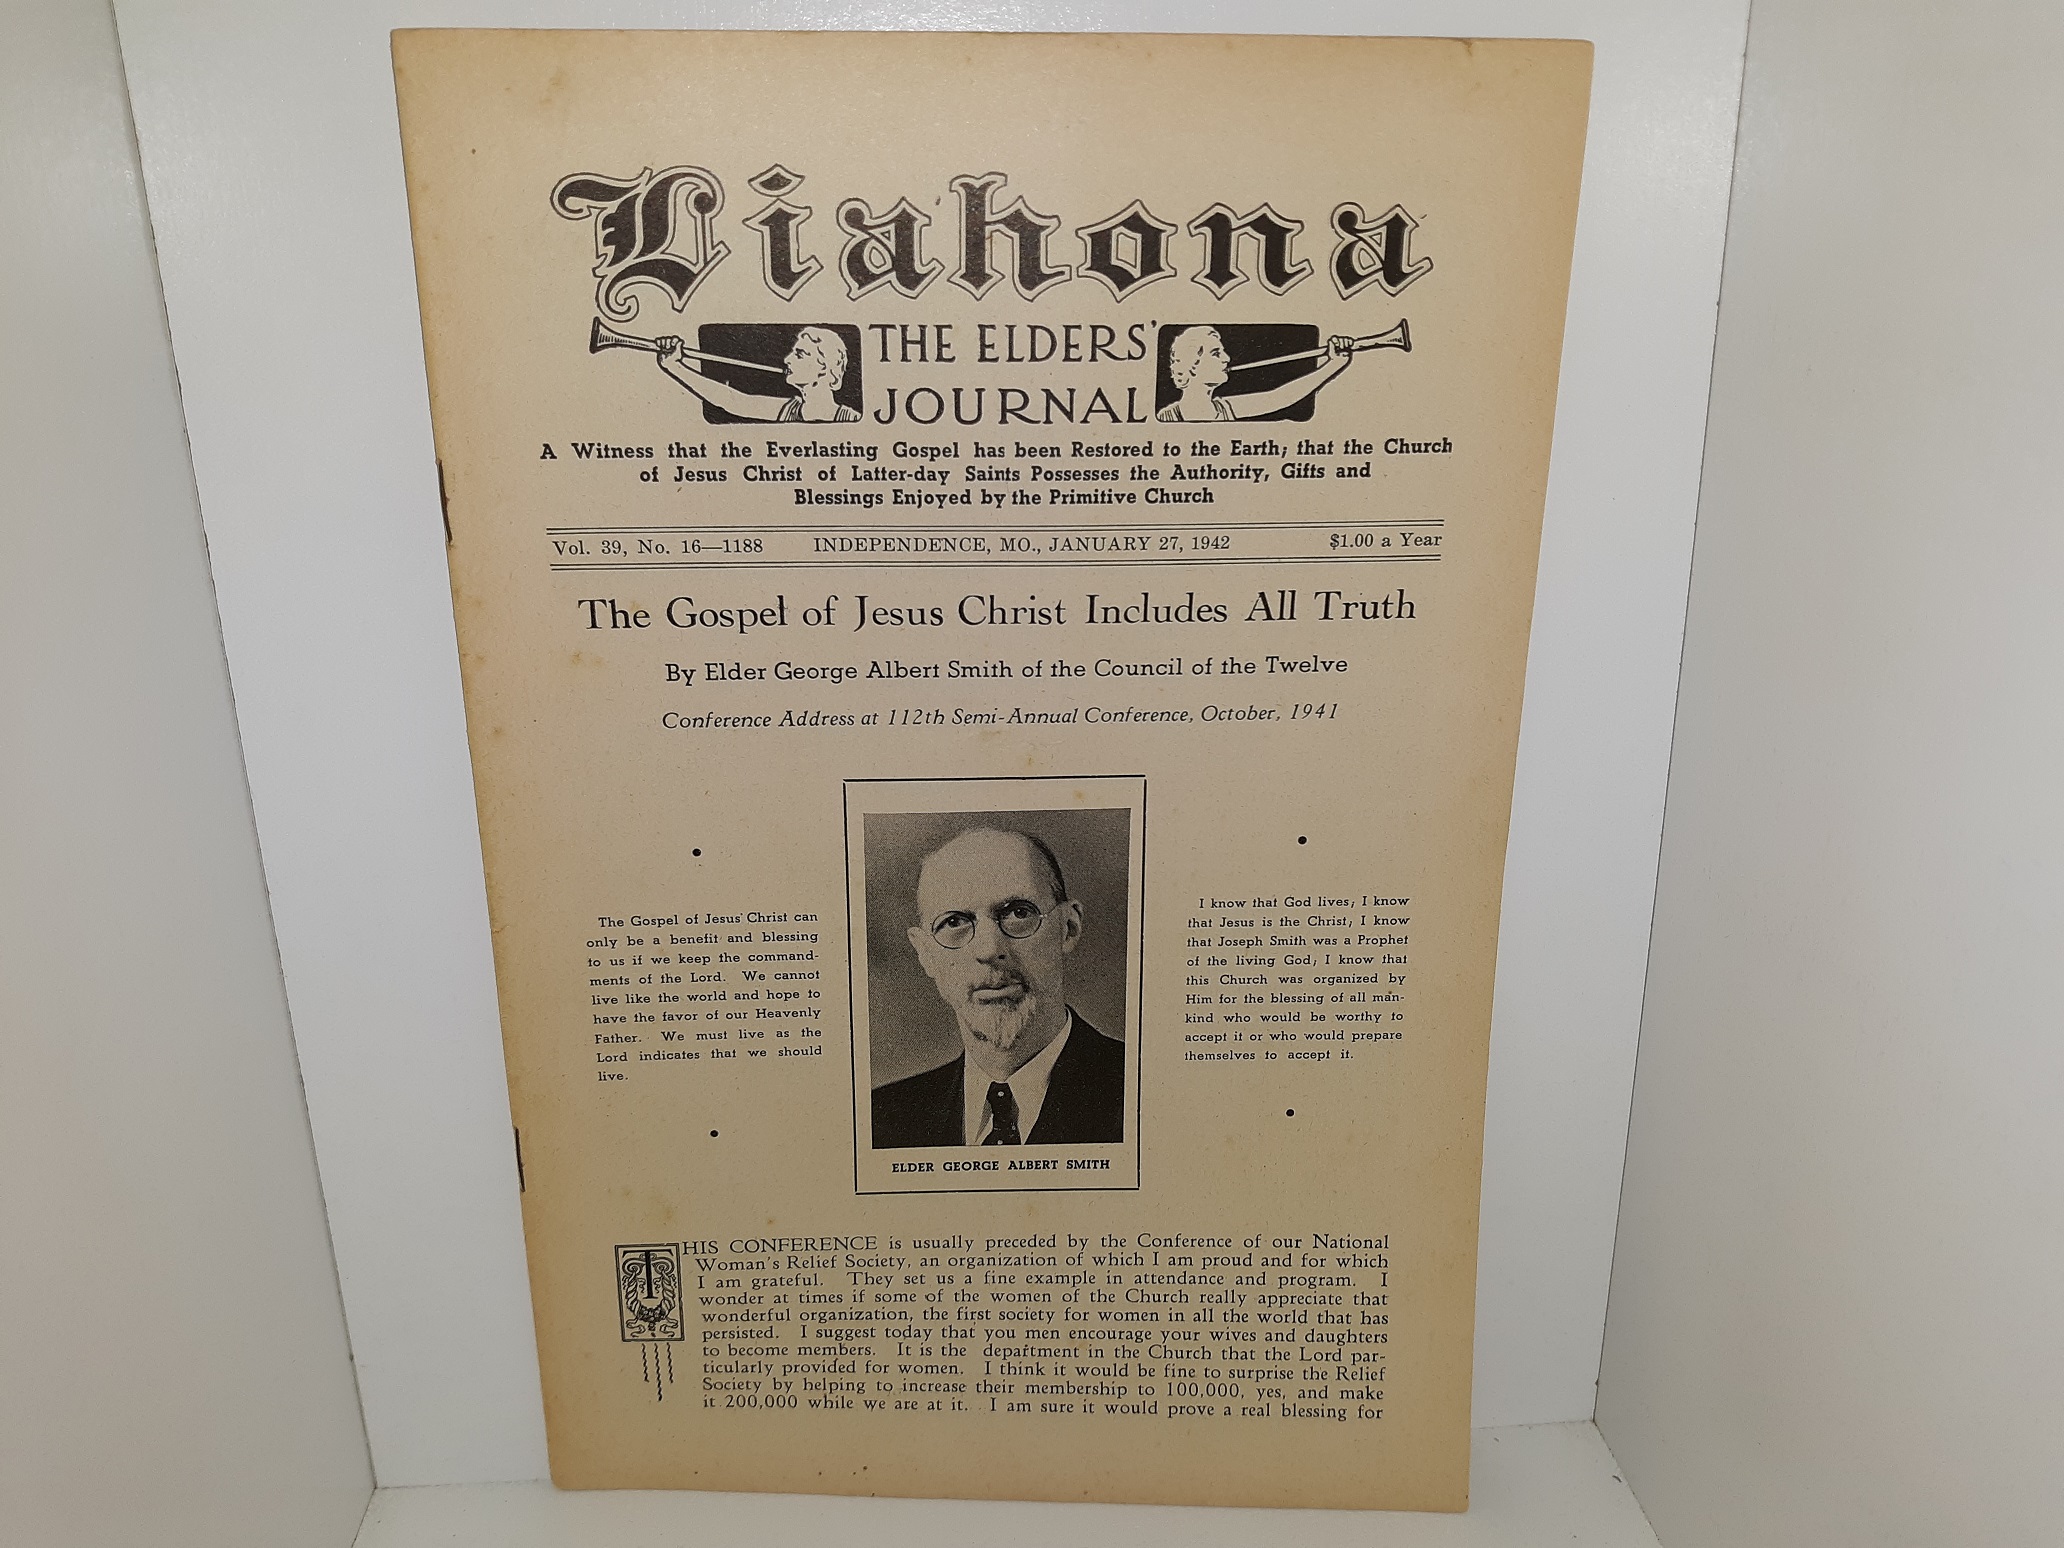 Liahona
THE ELDERS'
JOURNAL
A Witness that the Everlasting Gospel has been Restored to the Earth; that the Church
of Jesus Christ of Latter-day Saints Possesses the Authority, Gifts and
Blessings Enjoyed by the Primitive Church
Vol. 39, No. 16—1188 INDEPENDENCE, MO., JANUARY 27, 1942 $1.00 a Year
The Gospel of Jesus Christ Includes All Truth
By Elder George Albert Smith of the Council of the Twelve
Conference Address at 112th Semi-Annual Conference, October, 1941
The Gospel of Jesus Christ can
only be a benefit and blessing
to us if we keep the command-
ments of the Lord. We cannot
live like the world and hope to
have the favor of our Heavenly
Father. We must live as the
Lord indicates that we should
live.
I know that God lives; I know
that Jesus is the Christ; I know
that Joseph Smith was a Prophet
of the living God; I know that
this Church was organized by
Him for the blessing of all man-
kind who would be worthy to
accept it or who would prepare
themselves to accept it.
ELDER GEORGE ALBERT SMITH
THIS CONFERENCE is usually preceded by the Conference of our National
Woman's Relief Society, an organization of which I am proud and for which
I am grateful. They set us a fine example in attendance and program. I
wonder at times if some of the women of the Church really appreciate that
wonderful organization, the first society for women in all the world that has
persisted. I suggest today that you men encourage your wives and daughters
to become members. It is the department in the Church that the Lord par-
ticularly provided for women. I think it would be fine to surprise the Relief
Society by helping to increase their membership to 100,000, yes, and make
it 200,000 while we are at it. I am sure it would prove a real blessing for